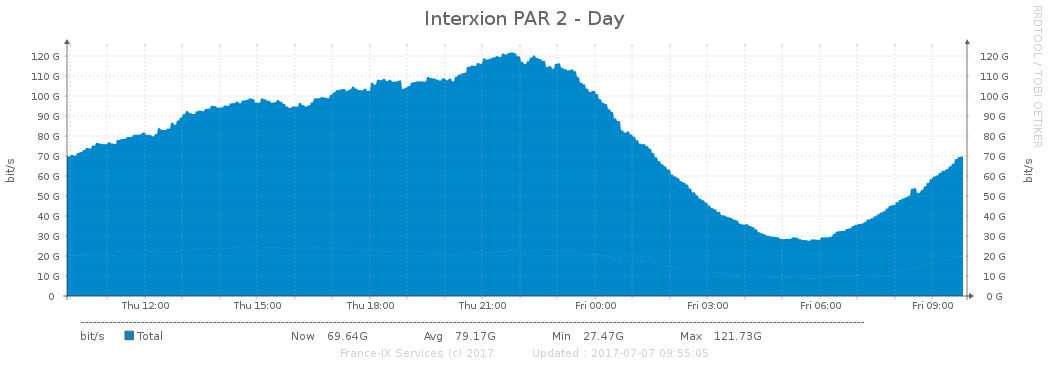 Interxion PAR 2 - Day
RRDTOOL / TOBI OETIKER
bit/s
120 G 120 G
110 G 110 G
100 G 100 G
90 G 90 G
80 G 80 G
70 G 70 G
60 G 60 G
50 G 50 G
40 G 40 G
30 G 30 G
20 G 20 G
10 G 10 G
0 0 G
bit/s
Thu 12:00 Thu 15:00 Thu 18:00 Thu 21:00 Fri 00:00 Fri 03:00 Fri 06:00 Fri 09:00
bit/s Total Now 69.64G Avg 79.17G Min 27.47G Max 121.73G
France-IX Services (c) 2017 Updated : 2017-07-07 09:55:05